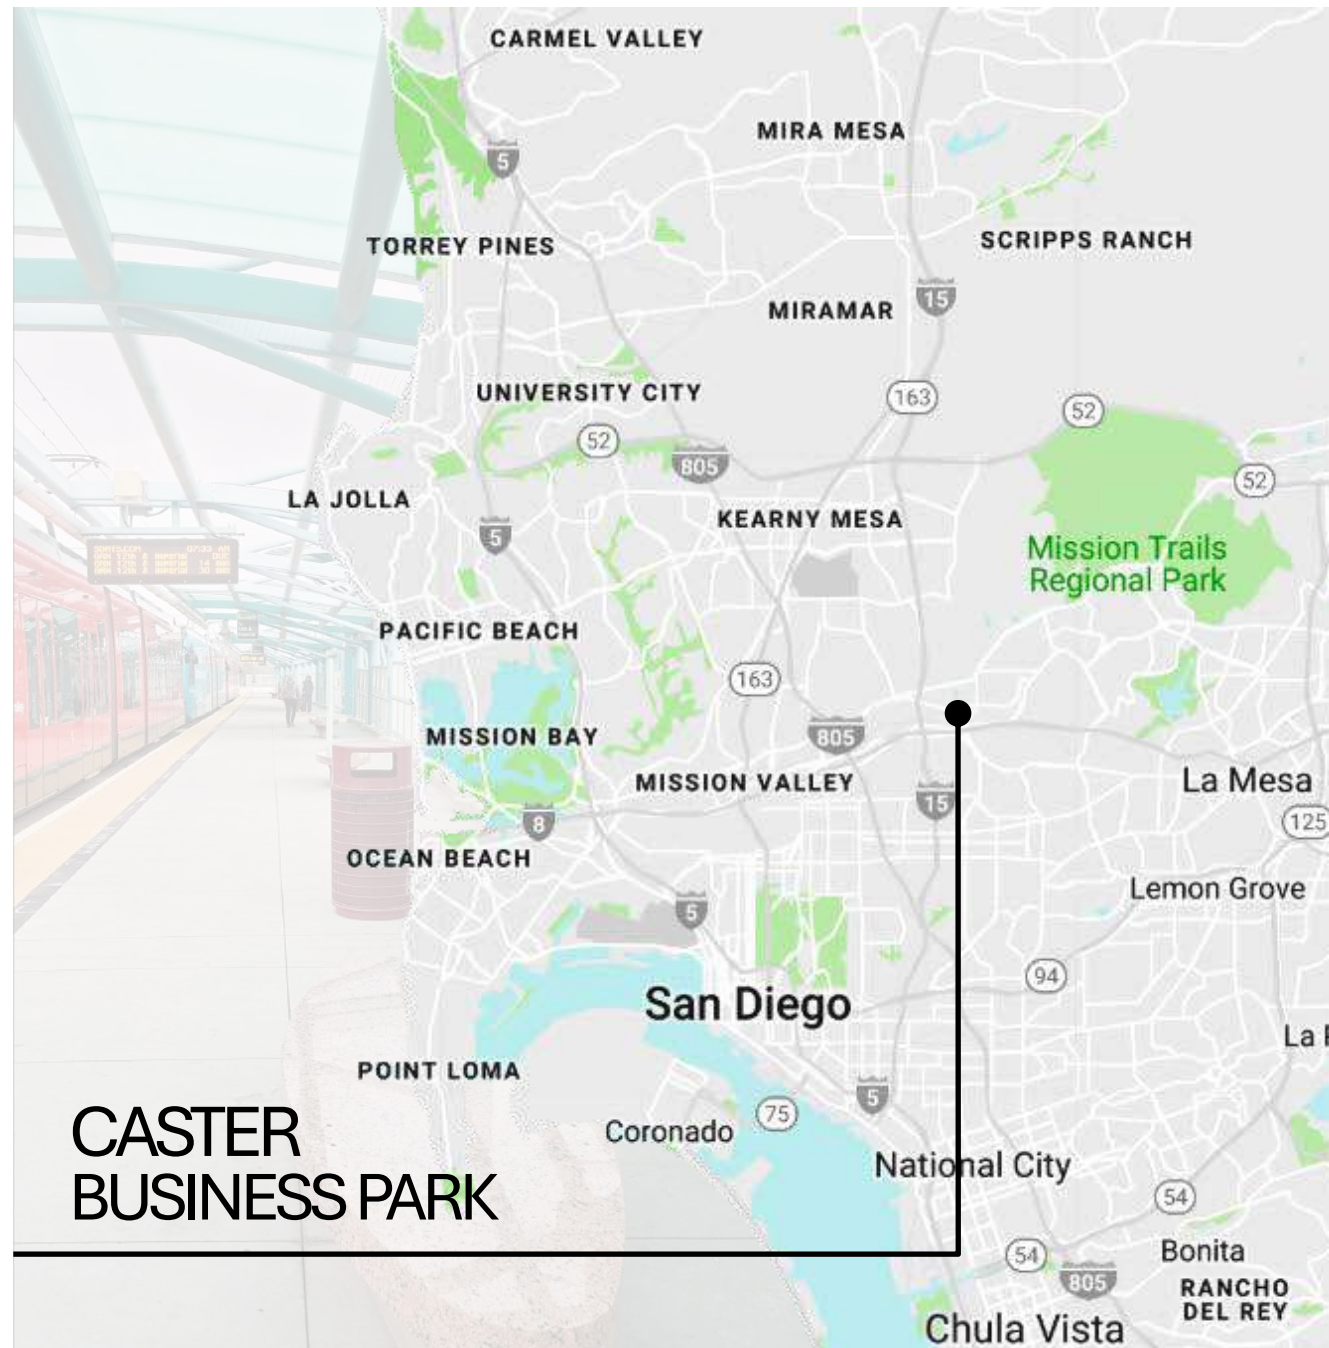 CARMEL VALLEY
MIRA MESA
5
TORREY PINES
SCRIPPS RANCH
15
MIRAMAR
UNIVERSITY CITY
163
52
52
805
52
LA JOLLA
KEARNY MESA
5
Mission Trails
Regional Park
PACIFIC BEACH
163
MISSION BAY
805
MISSION VALLEY
La Mesa
15
8
125
OCEAN BEACH
Lemon Grove
5
94
San Diego
POINT LOMA
5
75
Coronado
National City
CASTER
BUSINESS PARK
54
54
Bonita
805
RANCHO
DEL REY
Chula Vista